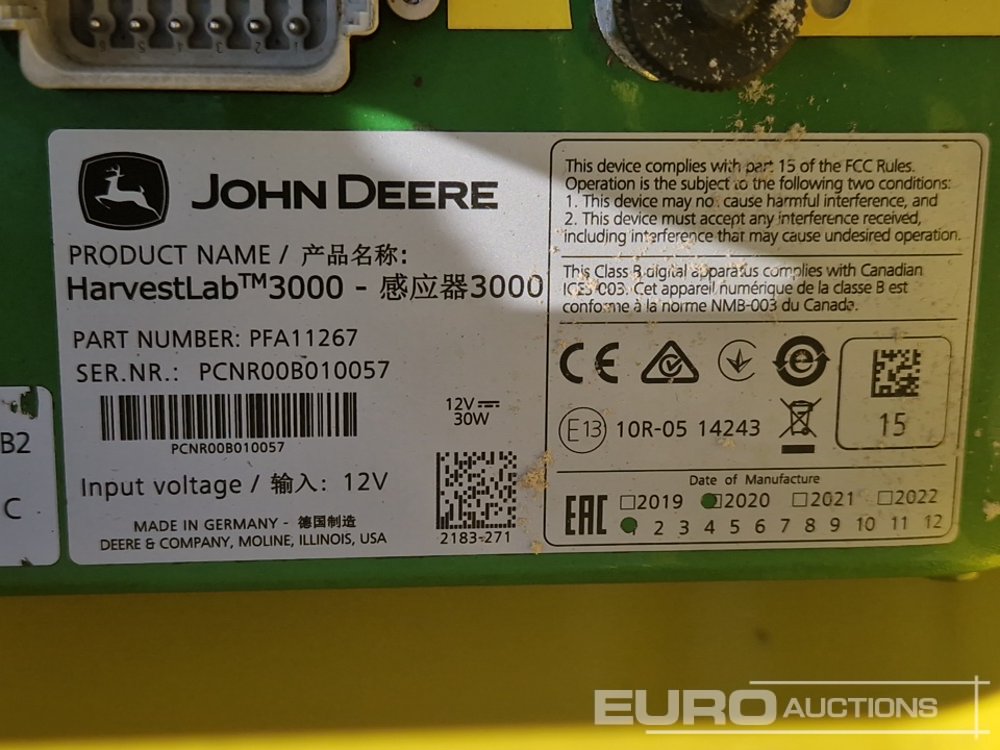 6 5 4 3 2 1
JOHN DEERE
PRODUCT NAME / 产品名称:
HarvestLab™3000 - 感应器3000
PART NUMBER: PFA11267
SER.NR.: PCNR00B010057
PCNR00B010057
12V
30W
Input voltage / 输入: 12V
MADE IN GERMANY - 德国制造
DEERE & COMPANY, MOLINE, ILLINOIS, USA
2183-271
This device complies with part 15 of the FCC Rules.
Operation is the subject to the following two conditions:
1. This device may no cause harmful interference, and
2. This device must accept any interference received,
including interference that may cause undesired operation.
This Class B digital apparatus complies with Canadian
ICES-003. Cet appareil numérique de la classe B est
conforme à la norme NMB-003 du Canada.
CE
E13 10R-05 14243
15
Date of Manufacture
EAC 2019 2020 2021 2022
1 2 3 4 5 6 7 8 9 10 11 12
B2
C
EURO AUCTIONS